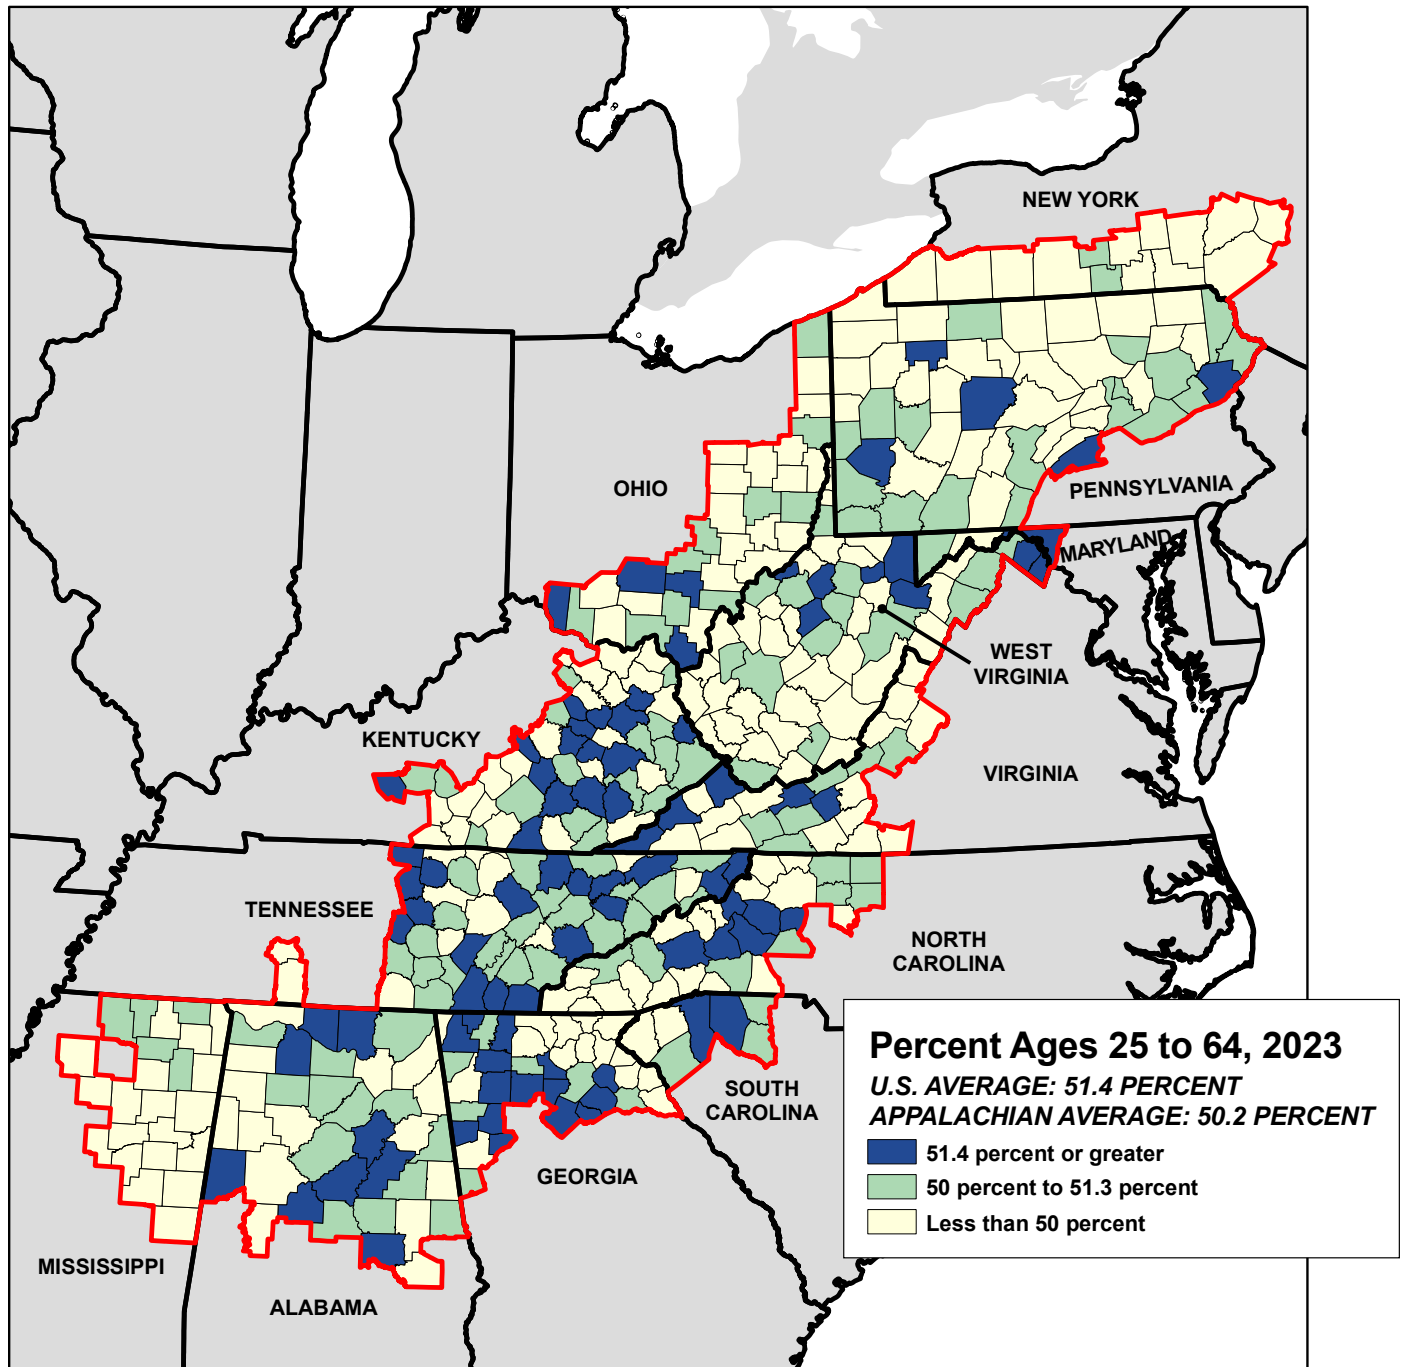 NEW YORK
OHIO
PENNSYLVANIA
MARYLAND
WEST
VIRGINIA
KENTUCKY
VIRGINIA
TENNESSEE
NORTH
CAROLINA
SOUTH
CAROLINA
GEORGIA
MISSISSIPPI
ALABAMA
Percent Ages 25 to 64, 2023
U.S. AVERAGE: 51.4 PERCENT
APPALACHIAN AVERAGE: 50.2 PERCENT
51.4 percent or greater
50 percent to 51.3 percent
Less than 50 percent